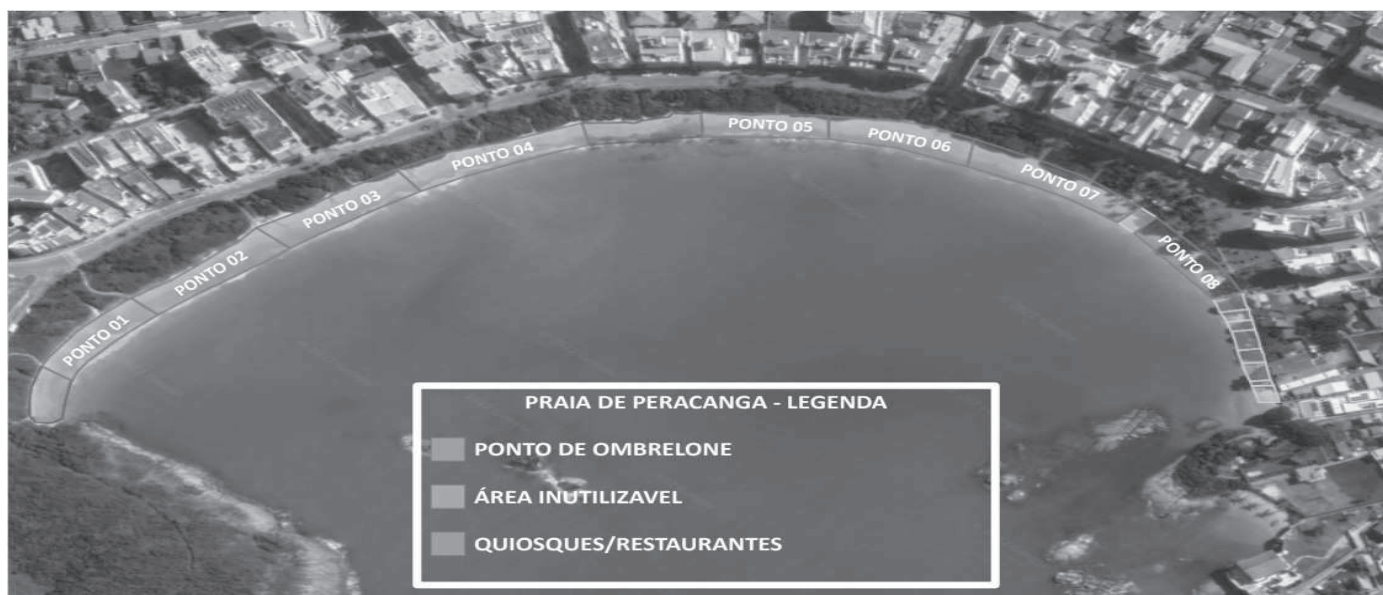 PONTO 01
PONTO 02
PONTO 03
PONTO 04
PONTO 05
PONTO 06
PONTO 07
PONTO 08
PRAIA DE PERACANGA - LEGENDA
PONTO DE OMBRELONE
ÁREA INUTILIZAVEL
QUIOSQUES/RESTAURANTES